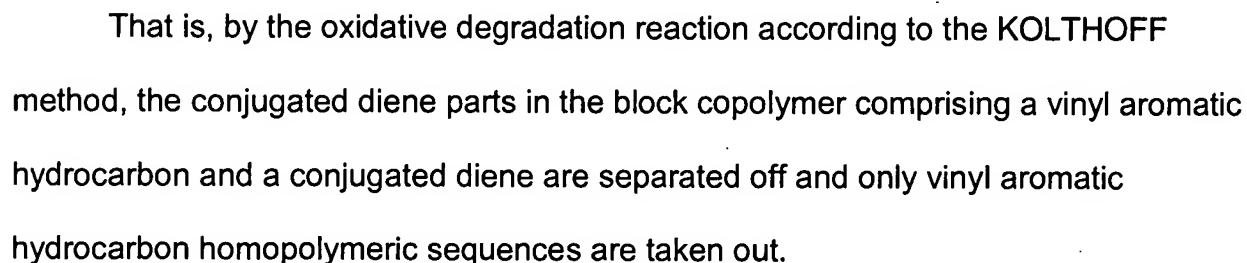 That is, by the oxidative degradation reaction according to the KOLTHOFF
method, the conjugated diene parts in the block copolymer comprising a vinyl aromatic
hydrocarbon and a conjugated diene are separated off and only vinyl aromatic
hydrocarbon homopolymeric sequences are taken out.